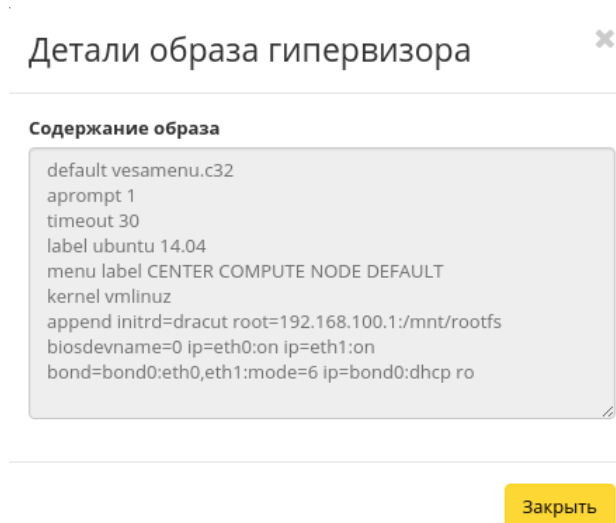 Детали образа гипервизора
Содержание образа
default vesamenu.c32
aprompt 1
timeout 30
label ubuntu 14.04
menu label CENTER COMPUTE NODE DEFAULT
kernel vmlinuz
append initrd=dracut root=192.168.100.1:/mnt/rootfs
biosdevname=0 ip=eth0:on ip=eth1:on
bond=bond0:eth0,eth1:mode=6 ip=bond0:dhcp ro
Закрыть